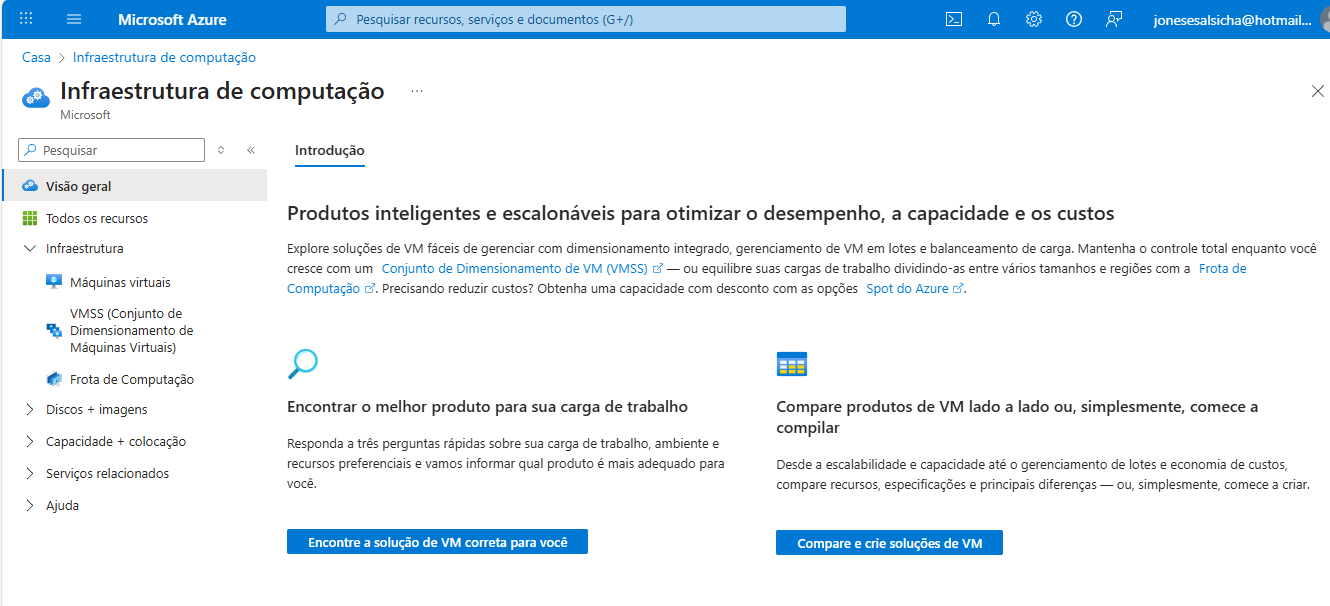 Microsoft Azure
Pesquisar recursos, serviços e documentos (G+/)
jonesesalsicha@hotmail...
Casa > Infraestrutura de computação
Infraestrutura de computação ...
Microsoft
Pesquisar
Visão geral
Todos os recursos
Infraestrutura
Máquinas virtuais
VMSS (Conjunto de
Dimensionamento de
Máquinas Virtuais)
Frota de Computação
Discos + imagens
Capacidade + colocação
Serviços relacionados
Ajuda
Introdução
Produtos inteligentes e escalonáveis para otimizar o desempenho, a capacidade e os custos
Explore soluções de VM fáceis de gerenciar com dimensionamento integrado, gerenciamento de VM em lotes e balanceamento de carga. Mantenha o controle total enquanto você
cresce com um Conjunto de Dimensionamento de VM (VMSS) — ou equilibre suas cargas de trabalho dividindo-as entre vários tamanhos e regiões com a Frota de
Computação. Precisando reduzir custos? Obtenha uma capacidade com desconto com as opções Spot do Azure.
Encontrar o melhor produto para sua carga de trabalho
Responda a três perguntas rápidas sobre sua carga de trabalho, ambiente e
recursos preferenciais e vamos informar qual produto é mais adequado para
você.
Encontre a solução de VM correta para você
Compare produtos de VM lado a lado ou, simplesmente, comece a
compilar
Desde a escalabilidade e capacidade até o gerenciamento de lotes e economia de custos,
compare recursos, especificações e principais diferenças — ou, simplesmente, comece a criar.
Compare e crie soluções de VM